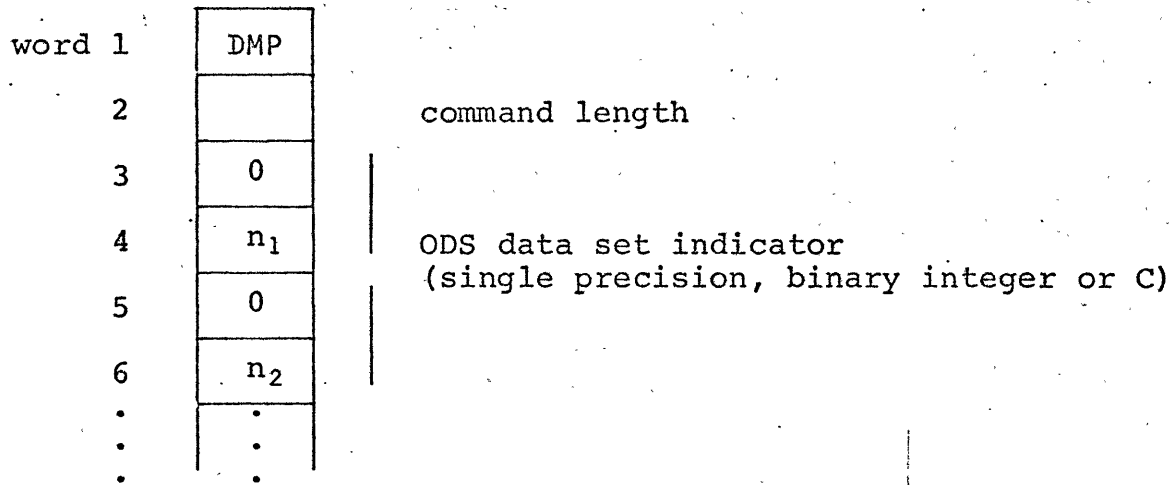 word 1 DMP
2 command length
3 0
4 n₁ ODS data set indicator
(single precision, binary integer or C)
5 0
6 n₂
. .
. .
. .